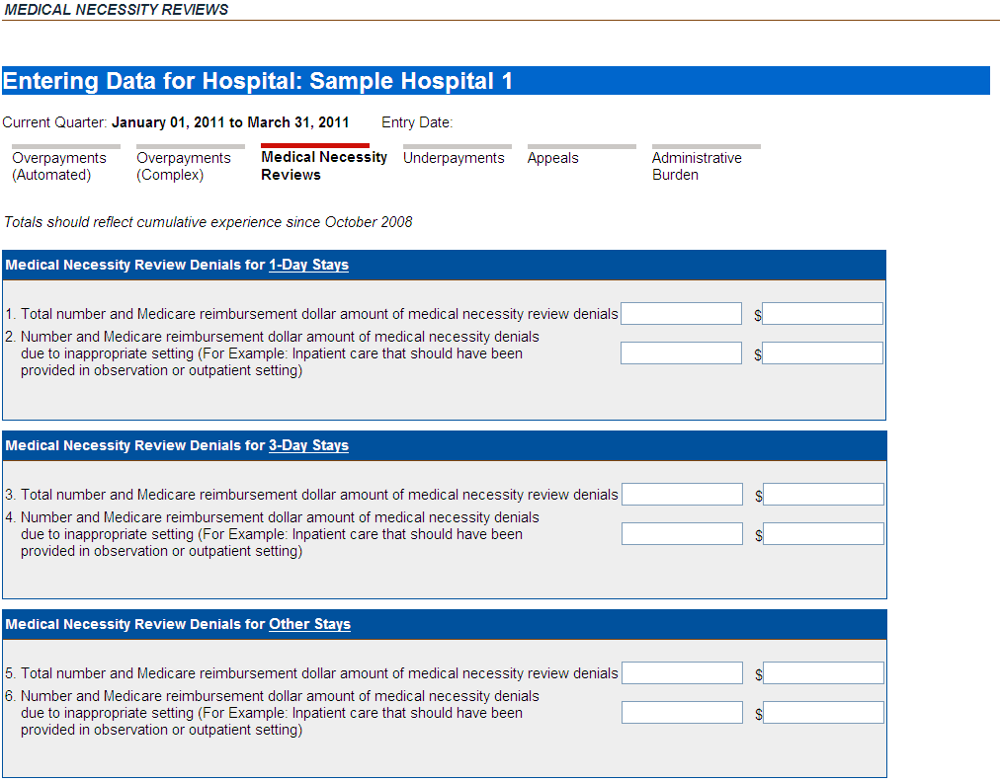 MEDICAL NECESSITY REVIEWS
Entering Data for Hospital: Sample Hospital 1
Current Quarter: January 01, 2011 to March 31, 2011 Entry Date:
Overpayments (Automated)
Overpayments (Complex)
Medical Necessity Reviews
Underpayments
Appeals
Administrative Burden
Totals should reflect cumulative experience since October 2008
Medical Necessity Review Denials for 1-Day Stays
1. Total number and Medicare reimbursement dollar amount of medical necessity review denials $
2. Number and Medicare reimbursement dollar amount of medical necessity denials
due to inappropriate setting (For Example: Inpatient care that should have been $
provided in observation or outpatient setting)
Medical Necessity Review Denials for 3-Day Stays
3. Total number and Medicare reimbursement dollar amount of medical necessity review denials $
4. Number and Medicare reimbursement dollar amount of medical necessity denials
due to inappropriate setting (For Example: Inpatient care that should have been $
provided in observation or outpatient setting)
Medical Necessity Review Denials for Other Stays
5. Total number and Medicare reimbursement dollar amount of medical necessity review denials $
6. Number and Medicare reimbursement dollar amount of medical necessity denials
due to inappropriate setting (For Example: Inpatient care that should have been $
provided in observation or outpatient setting)